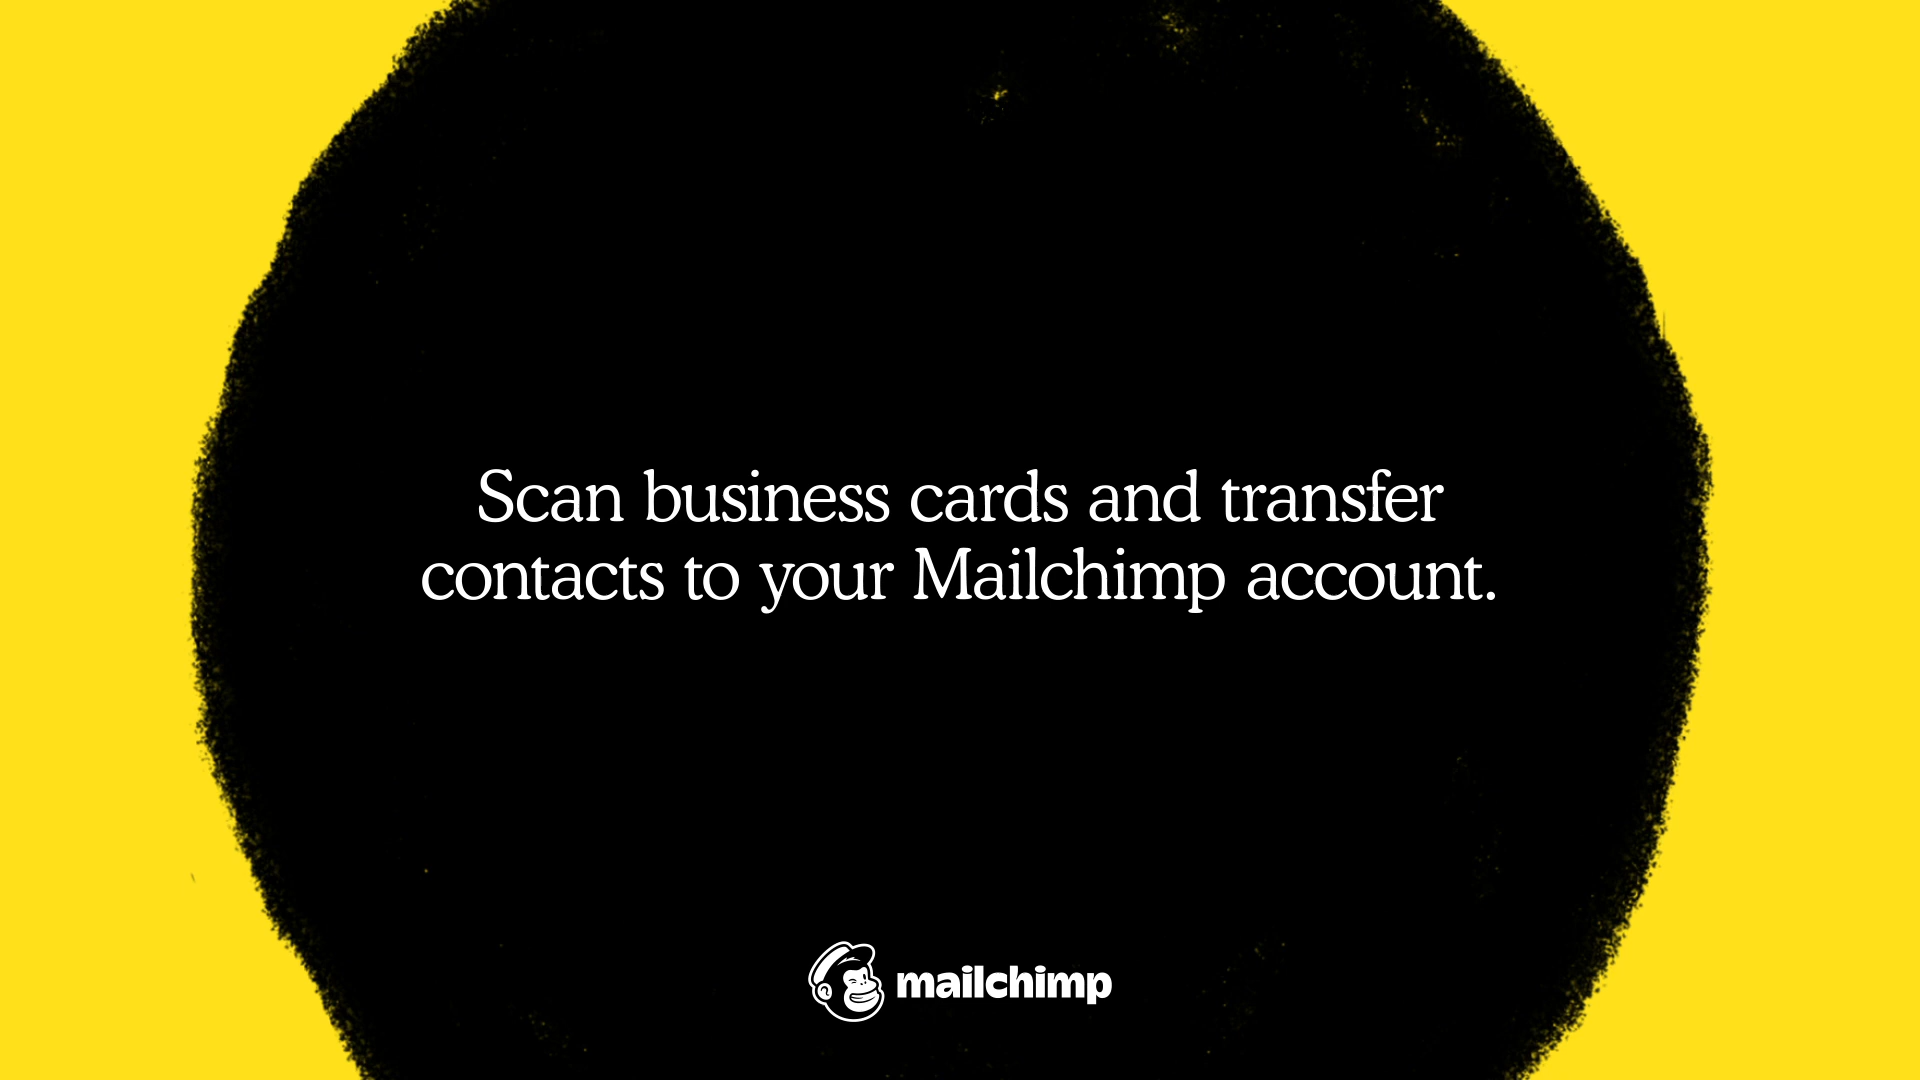 Scan business cards and transfer
contacts to your Mailchimp account.
mailchimp